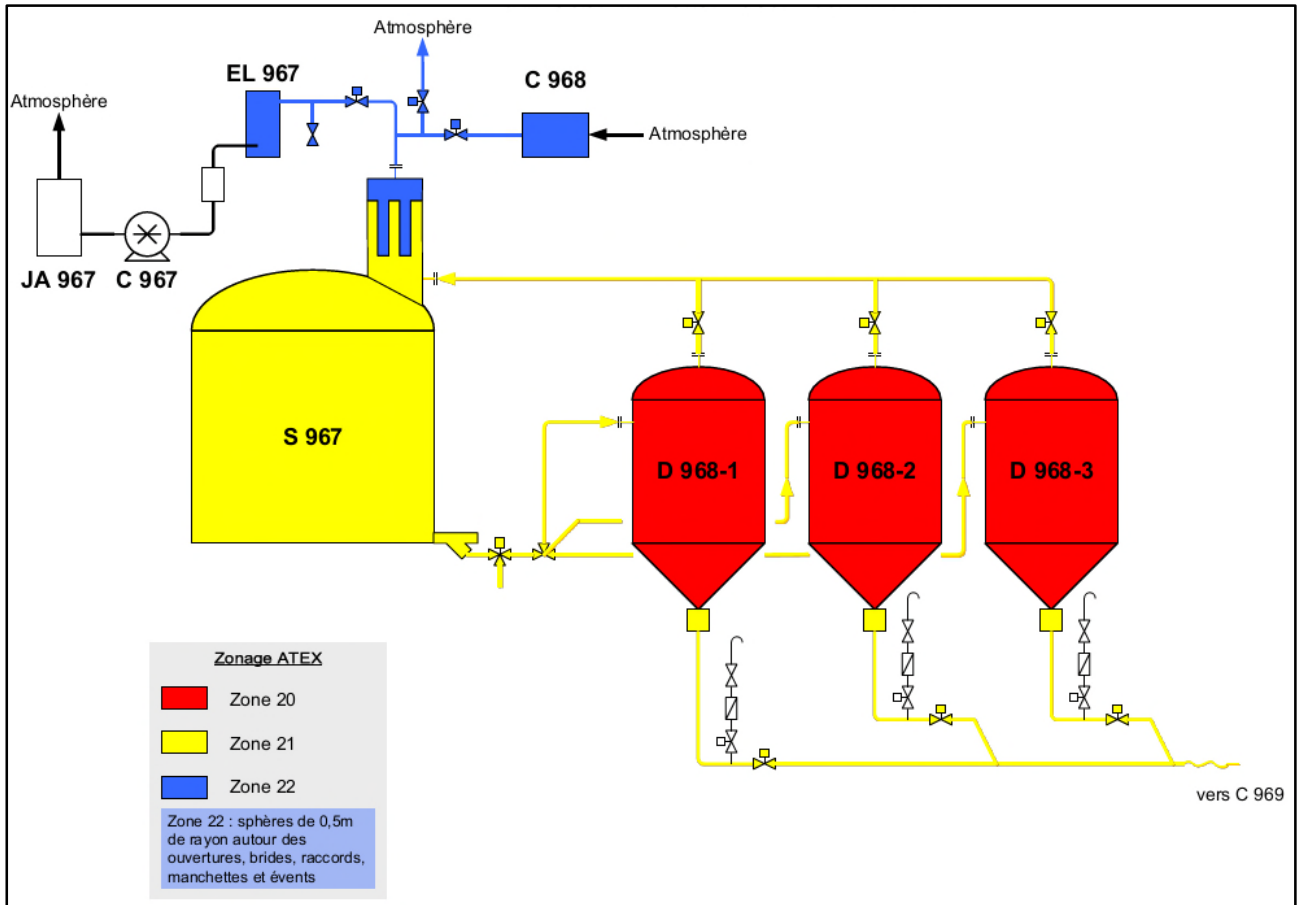 Atmosphère
EL 967
C 968
Atmosphère
Atmosphère
JA 967
C 967
S 967
D 968-1
D 968-2
D 968-3
Zonage ATEX
Zone 20
Zone 21
Zone 22
Zone 22 : sphères de 0,5m
de rayon autour des
ouvertures, brides, raccords,
manchettes et évents
vers C 969